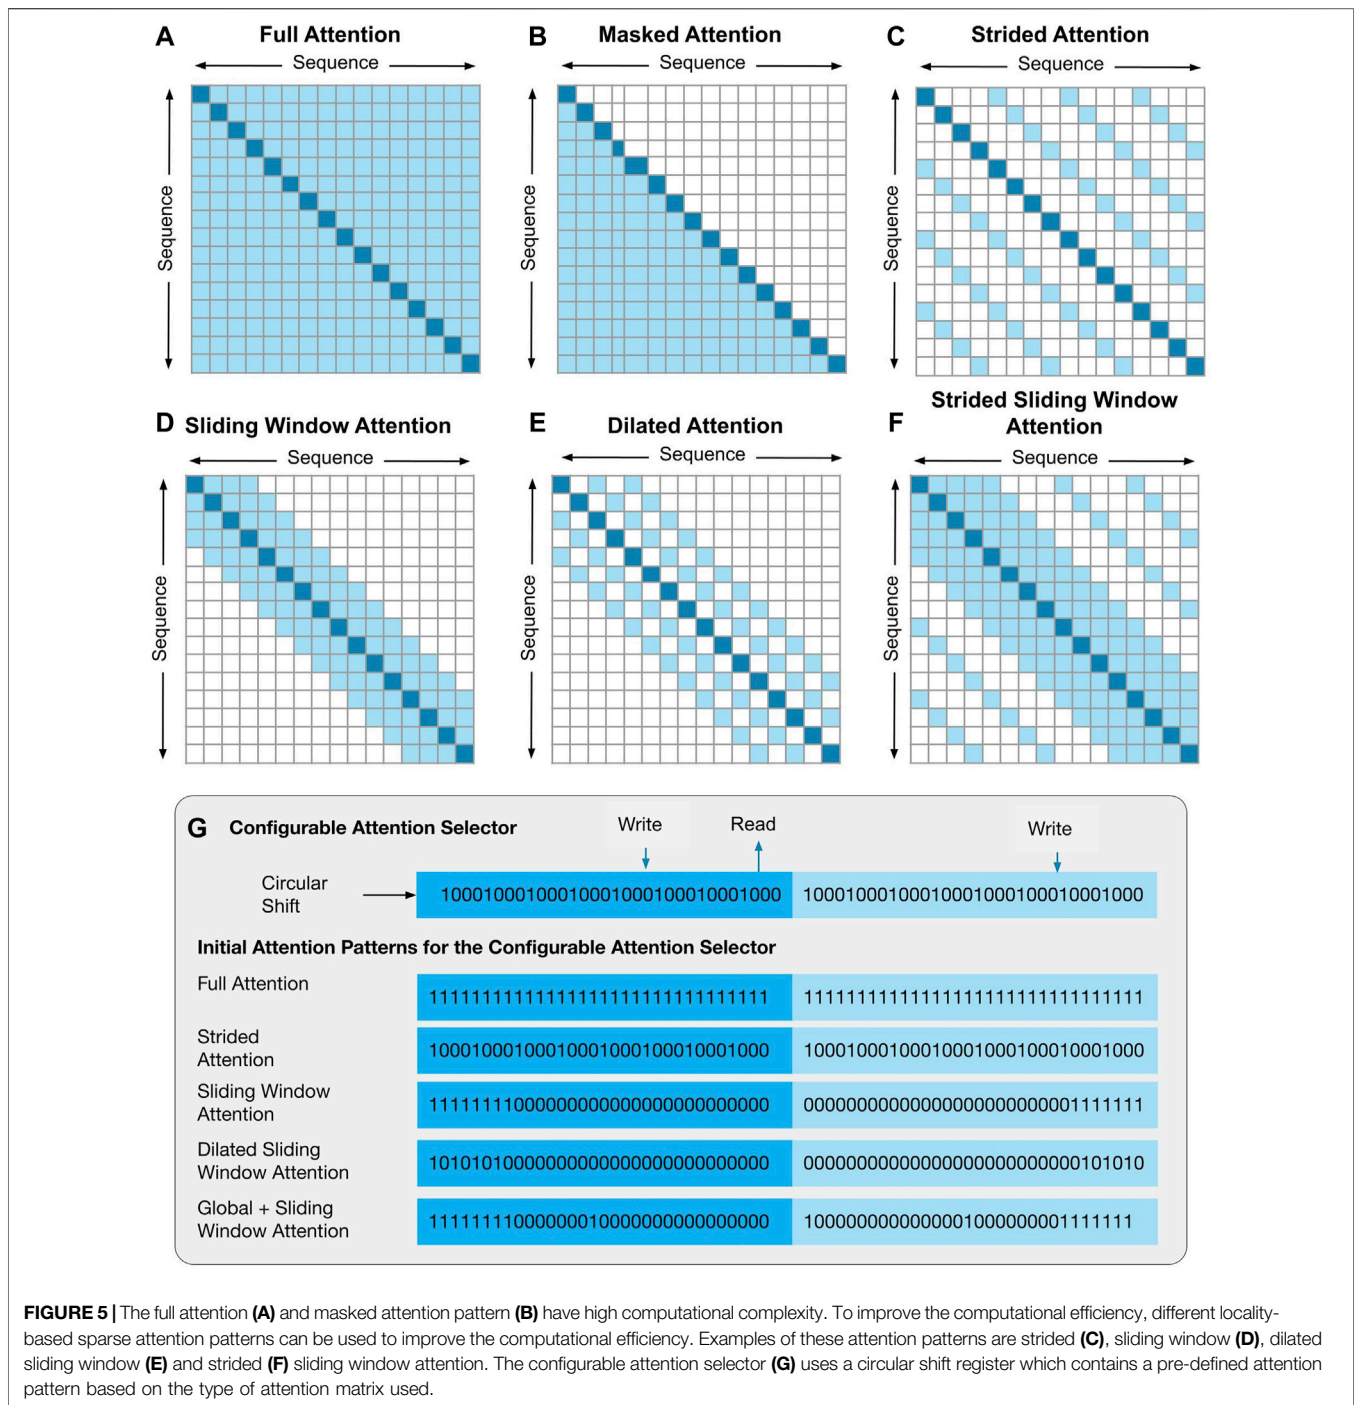 A Full Attention
Sequence
Sequence
B Masked Attention
Sequence
Sequence
C Strided Attention
Sequence
Sequence
D Sliding Window Attention
Sequence
Sequence
E Dilated Attention
Sequence
Sequence
F Strided Sliding Window
Attention
Sequence
Sequence
G Configurable Attention Selector
Write Read Write
Circular
Shift
10001000100010001000100010001000 10001000100010001000100010001000
Initial Attention Patterns for the Configurable Attention Selector
Full Attention
11111111111111111111111111111111 11111111111111111111111111111111
Strided
Attention
10001000100010001000100010001000 10001000100010001000100010001000
Sliding Window
Attention
11111111000000000000000000000000 00000000000000000000000001111111
Dilated Sliding
Window Attention
10101010000000000000000000000000 00000000000000000000000000101010
Global + Sliding
Window Attention
11111111000000010000000000000000 1000000000000001000000001111111
FIGURE 5 | The full attention (A) and masked attention pattern (B) have high computational complexity. To improve the computational efficiency, different locality-
based sparse attention patterns can be used to improve the computational efficiency. Examples of these attention patterns are strided (C), sliding window (D), dilated
sliding window (E) and strided (F) sliding window attention. The configurable attention selector (G) uses a circular shift register which contains a pre-defined attention
pattern based on the type of attention matrix used.